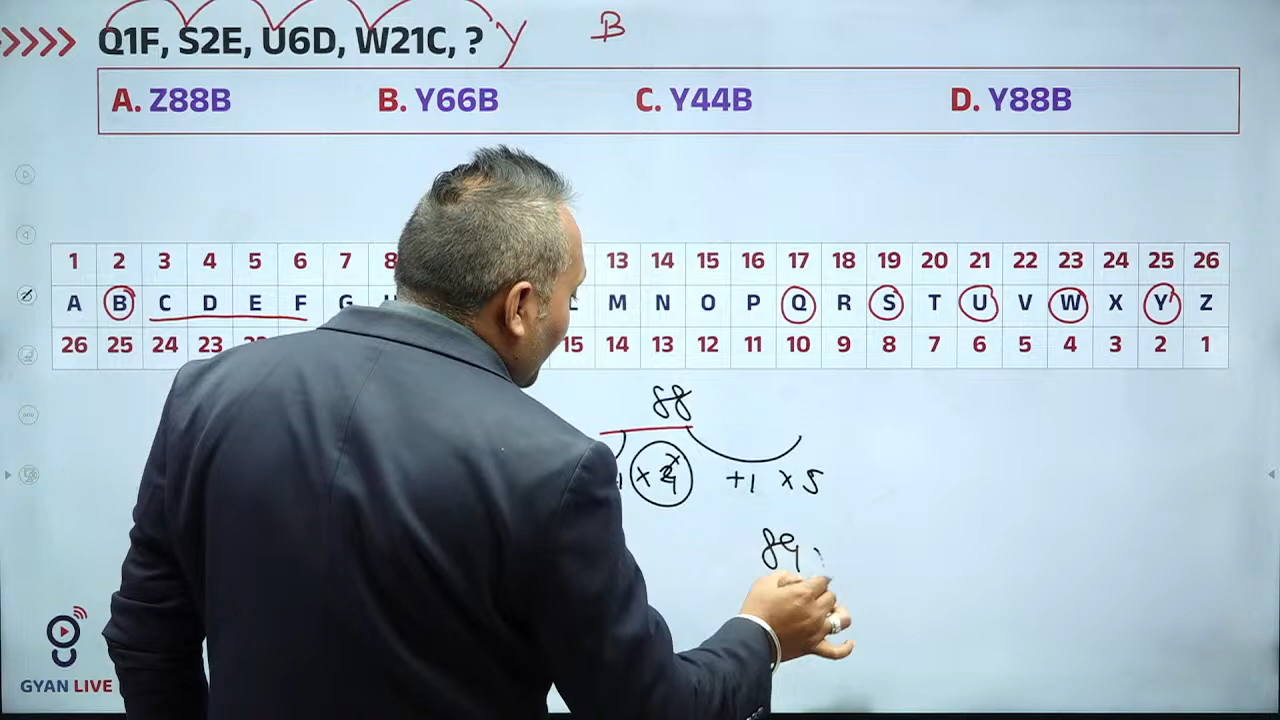 Q1F, S2E, U6D, W21C, ? Y B
A. Z88B B. Y66B C. Y44B D. Y88B
1 2 3 4 5 6 7 8 13 14 15 16 17 18 19 20 21 22 23 24 25 26
A B C D E F G H L M N O P Q R S T U V W X Y Z
26 25 24 23 22 15 14 13 12 11 10 9 8 7 6 5 4 3 2 1
88
+1 x 5
89
GYAN LIVE